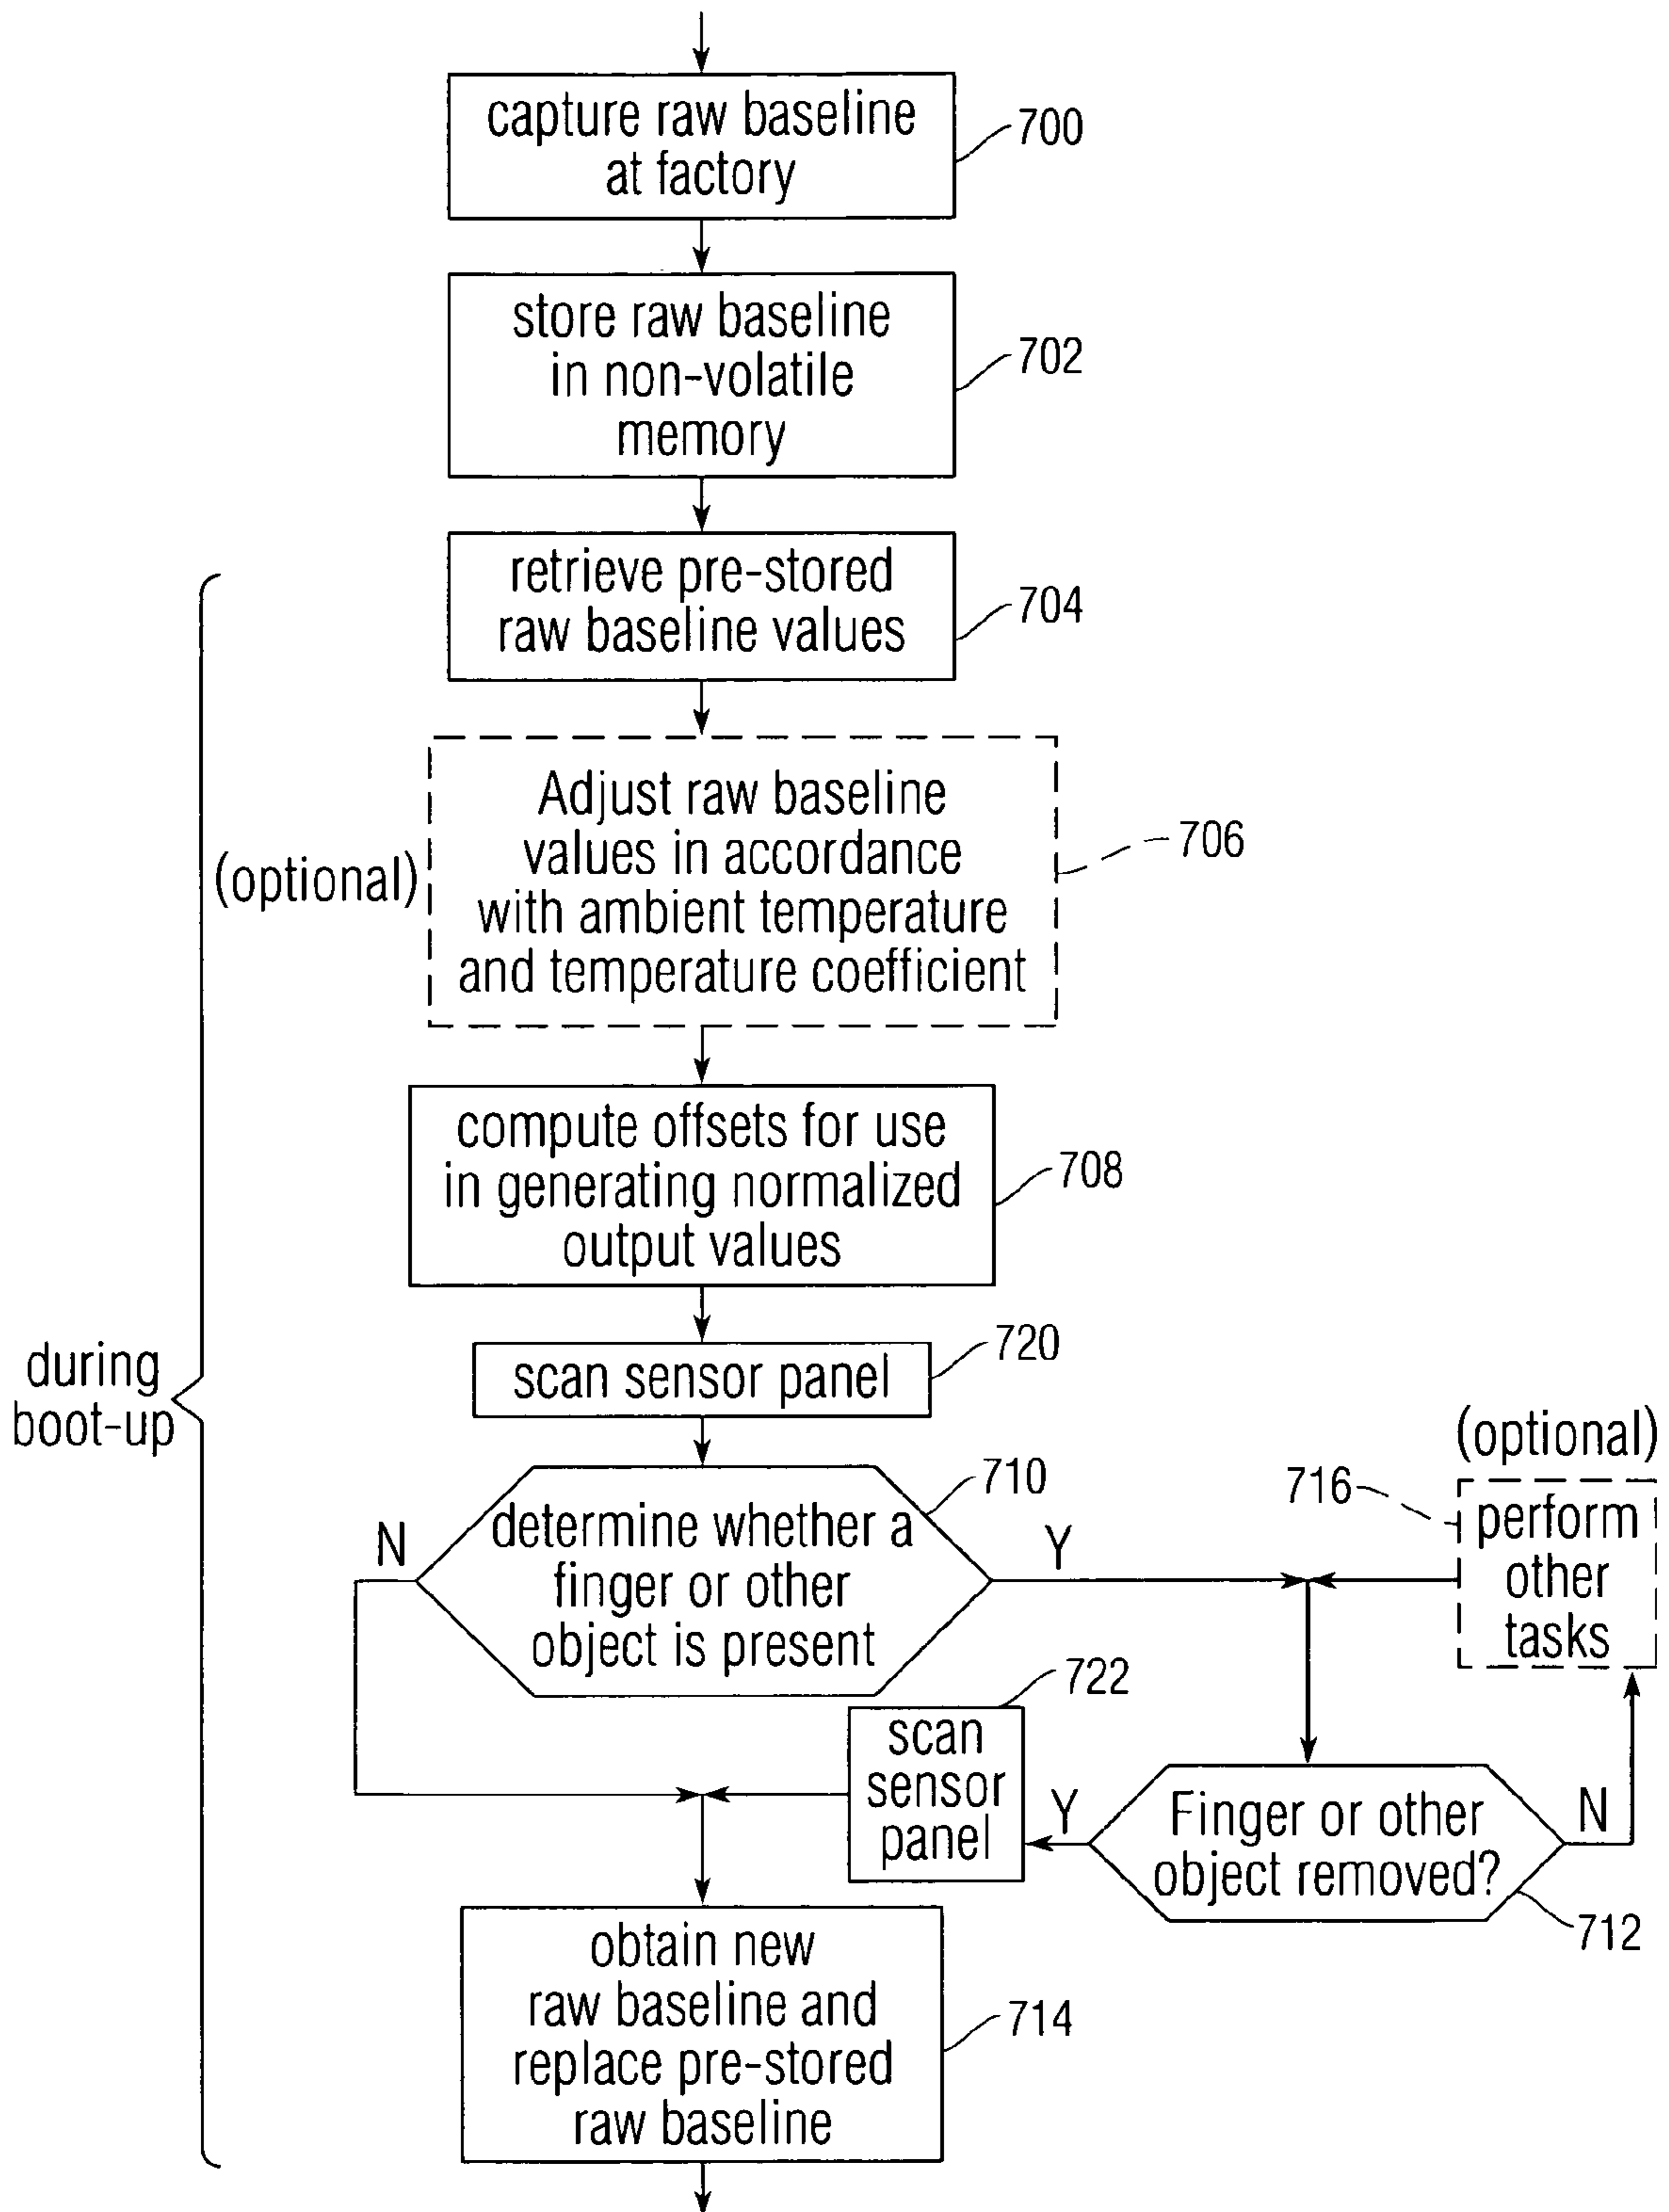 capture raw baseline
at factory
700
store raw baseline
in non-volatile
memory
702
retrieve pre-stored
raw baseline values
704
(optional)
Adjust raw baseline
values in accordance
with ambient temperature
and temperature coefficient
706
compute offsets for use
in generating normalized
output values
708
during
boot-up
scan sensor panel
720
determine whether a
finger or other
object is present
710
N
Y
(optional)
716
perform
other
tasks
722
scan
sensor
panel
Y
Finger or other
object removed?
N
712
obtain new
raw baseline and
replace pre-stored
raw baseline
714